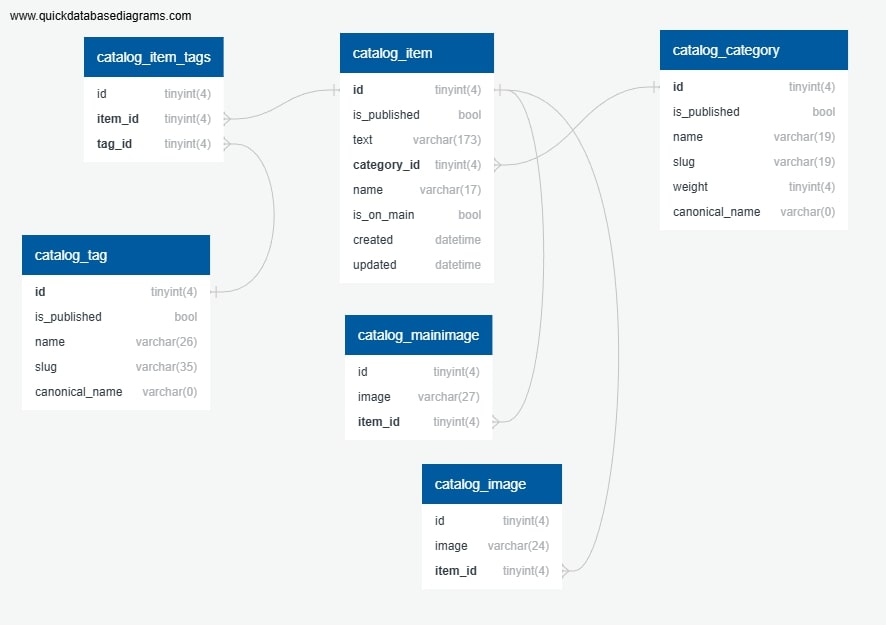 www.quickdatabasediagrams.com
catalog_item_tags
id tinyint(4)
item_id tinyint(4)
tag_id tinyint(4)
catalog_item
id tinyint(4)
is_published bool
text varchar(173)
category_id tinyint(4)
name varchar(17)
is_on_main bool
created datetime
updated datetime
catalog_category
id tinyint(4)
is_published bool
name varchar(19)
slug varchar(19)
weight tinyint(4)
canonical_name varchar(0)
catalog_tag
id tinyint(4)
is_published bool
name varchar(26)
slug varchar(35)
canonical_name varchar(0)
catalog_mainimage
id tinyint(4)
image varchar(27)
item_id tinyint(4)
catalog_image
id tinyint(4)
image varchar(24)
item_id tinyint(4)